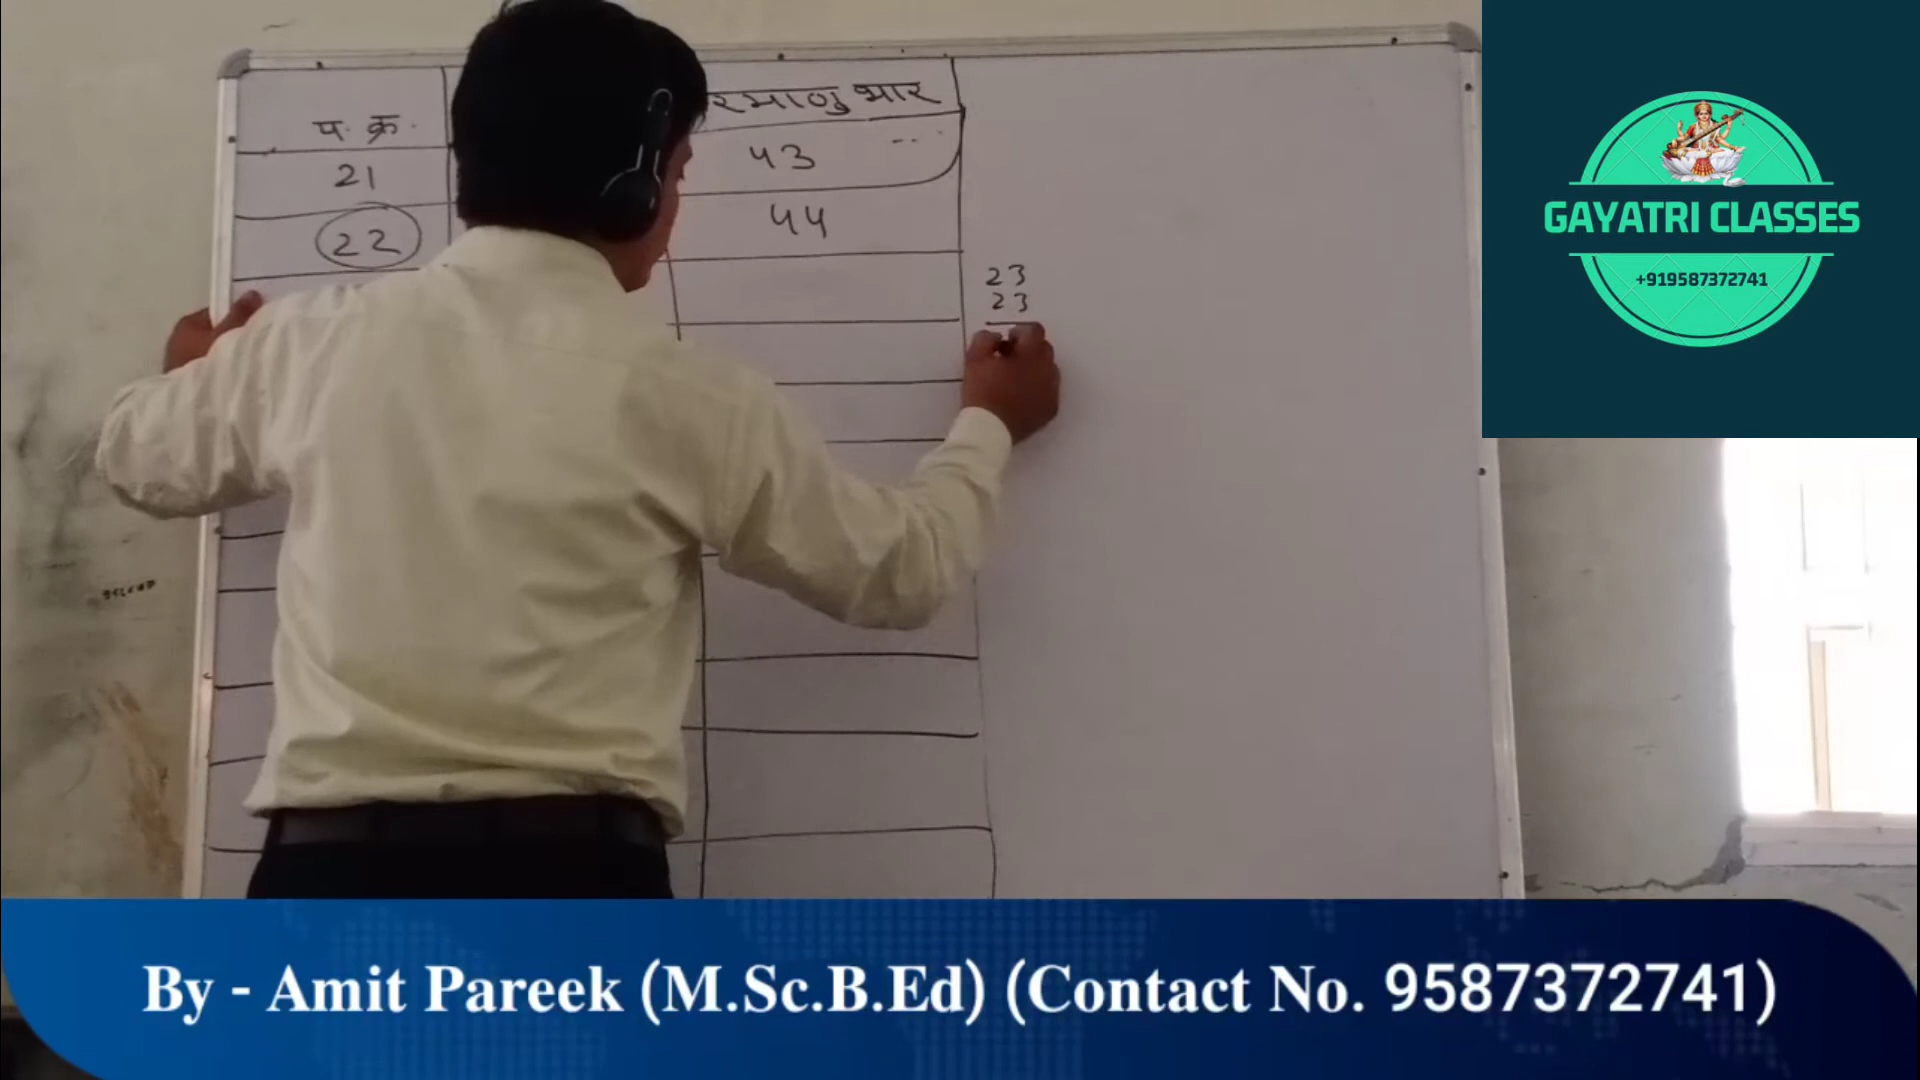 प. क्र.
रमाणु भार
21
43
22
44
23
23
GAYATRI CLASSES
+919587372741
By - Amit Pareek (M.Sc.B.Ed) (Contact No. 9587372741)